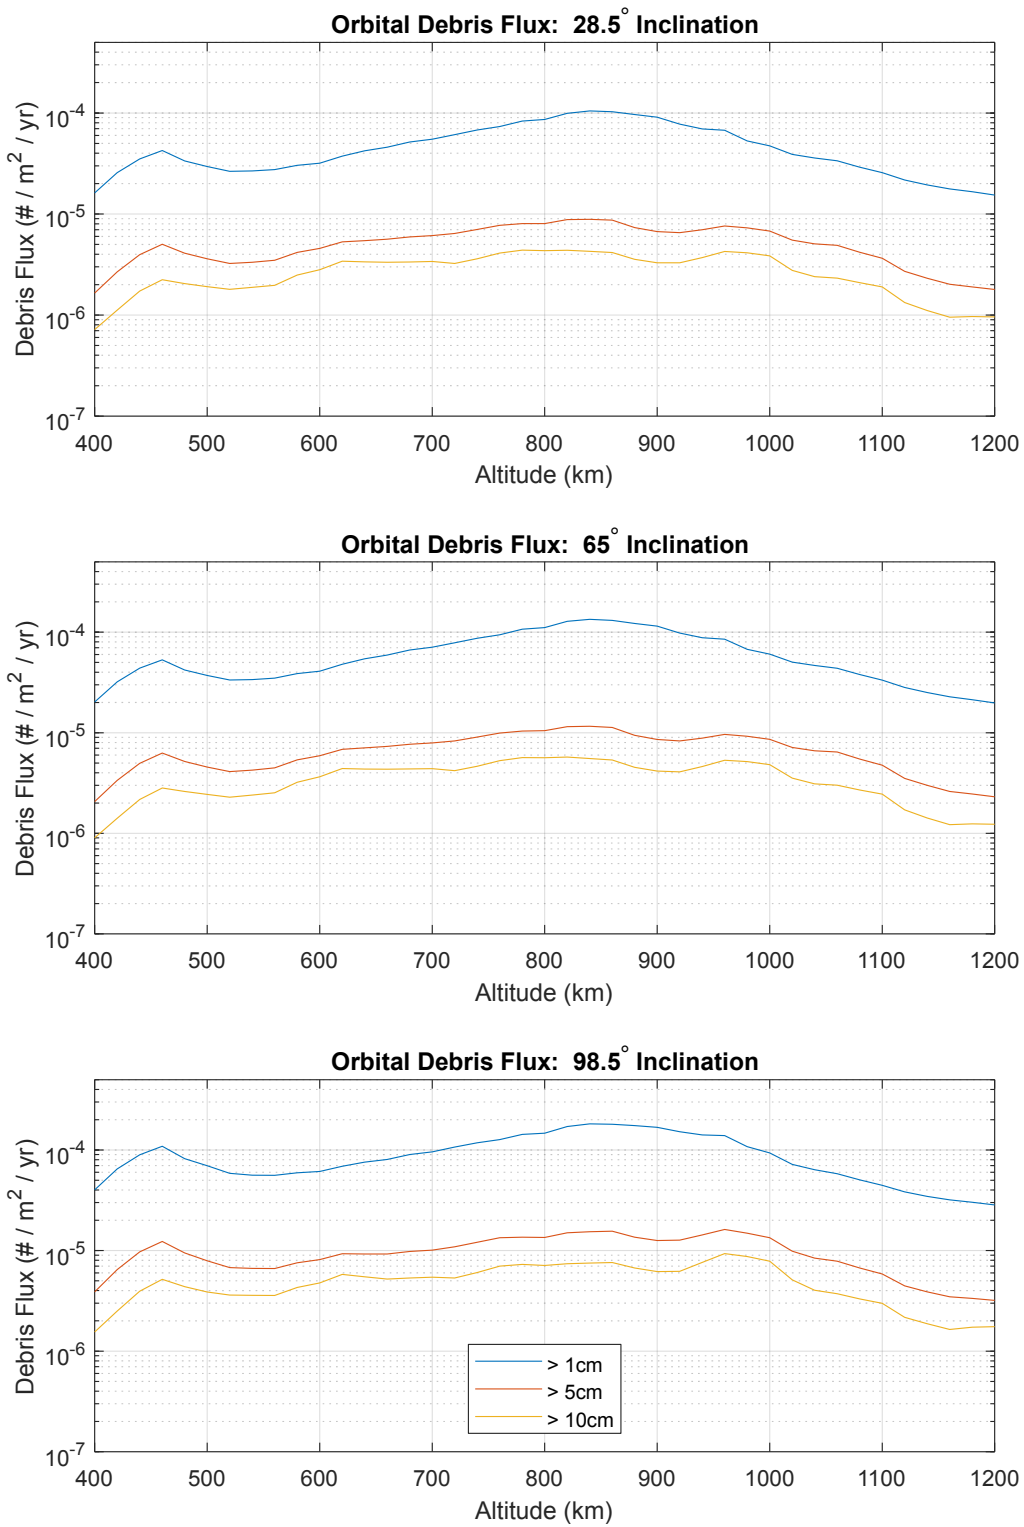 Orbital Debris Flux:  28.5° Inclination
Debris Flux (# / m² / yr)
10⁻⁴
10⁻⁵
10⁻⁶
10⁻⁷
400 500 600 700 800 900 1000 1100 1200
Altitude (km)
Orbital Debris Flux:  65° Inclination
Debris Flux (# / m² / yr)
10⁻⁴
10⁻⁵
10⁻⁶
10⁻⁷
400 500 600 700 800 900 1000 1100 1200
Altitude (km)
Orbital Debris Flux:  98.5° Inclination
Debris Flux (# / m² / yr)
10⁻⁴
10⁻⁵
10⁻⁶
10⁻⁷
> 1cm
> 5cm
> 10cm
400 500 600 700 800 900 1000 1100 1200
Altitude (km)